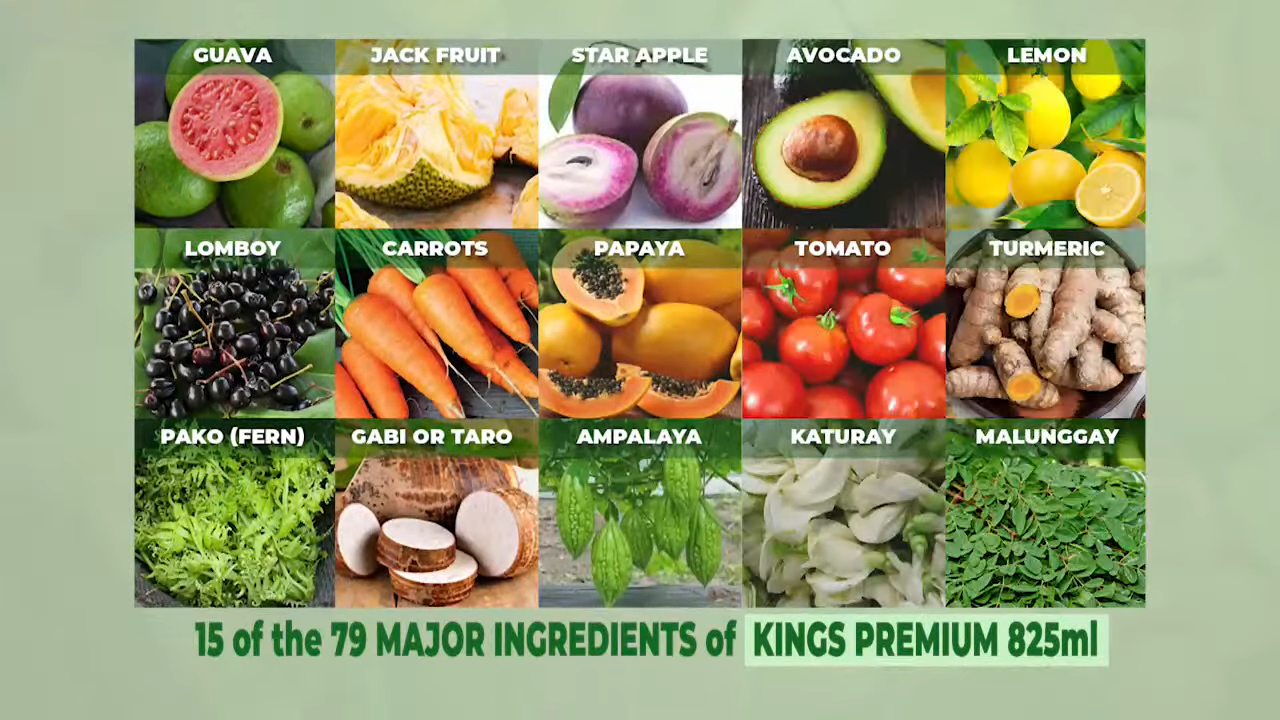 GUAVA
JACK FRUIT
STAR APPLE
AVOCADO
LEMON
LOMBOY
CARROTS
PAPAYA
TOMATO
TURMERIC
PAKO (FERN)
GABI OR TARO
AMPALAYA
KATURAY
MALUNGGAY
15 of the 79 MAJOR INGREDIENTS of KINGS PREMIUM 825ml